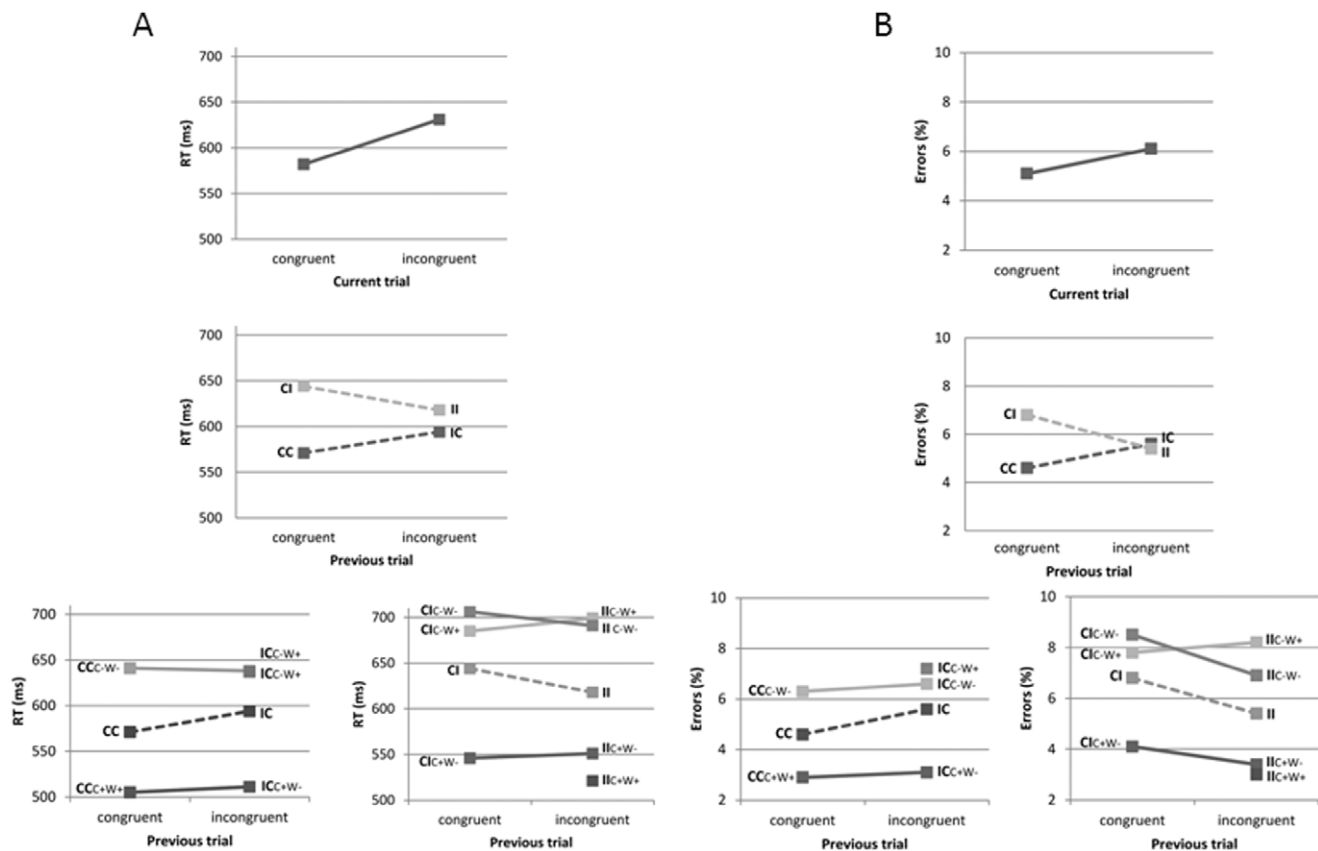 A
B
700
650
600
550
500
RT (ms)
congruent
incongruent
Current trial
10
8
6
4
2
Errors (%)
congruent
incongruent
Current trial
700
650
600
550
500
RT (ms)
CI
II
CC
IC
congruent
incongruent
Previous trial
10
8
6
4
2
Errors (%)
CI
IC
II
CC
congruent
incongruent
Previous trial
700
650
600
550
500
RT (ms)
ICC-W+
CCC-W-
ICC-W+
CC
IC
CCC+W+
ICC+W-
congruent
incongruent
Previous trial
700
650
600
550
500
RT (ms)
CIC-W-
IIC-W+
CIC-W+
II C-W-
CI
II
CIC+W-
IIC+W-
IIC+W+
congruent
incongruent
Previous trial
10
8
6
4
2
Errors (%)
ICC-W+
CCC-W-
ICC-W-
CC
IC
CCC+W+
ICC+W-
congruent
incongruent
Previous trial
10
8
6
4
2
Errors (%)
CIC-W-
IIC-W+
CIC-W+
IIC-W-
CI
II
CIC+W-
IIC+W-
IIC+W+
congruent
incongruent
Previous trial